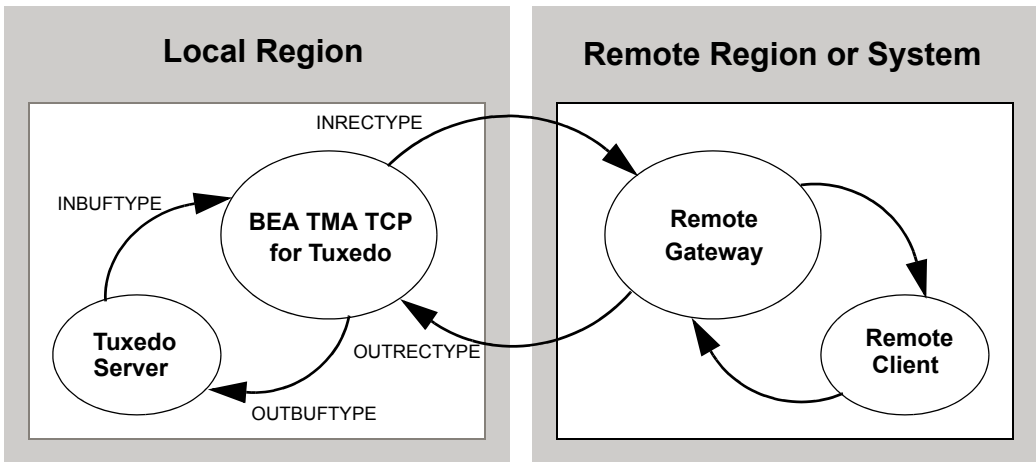 Local Region
Remote Region or System
INRECTYPE
INBUFTYPE
BEA TMA TCP
for Tuxedo
Remote
Gateway
Tuxedo
Server
OUTRECTYPE
Remote
Client
OUTBUFTYPE